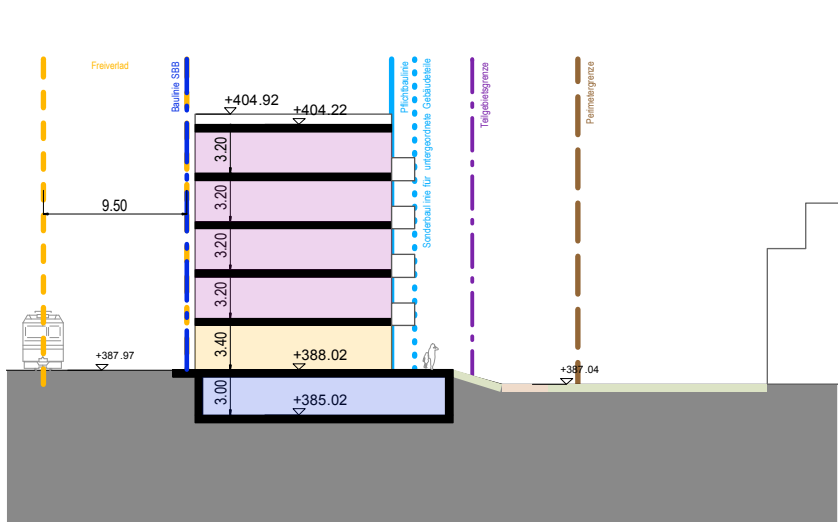 Freiverlad
Baulinie SBB
Pflichtbaulinie
Sonderbaulinie für untergeordnete Gebäudeteile
Teilgebietsgrenze
Perimetergrenze
+404.92
+404.22
3.20
3.20
9.50
3.20
3.20
3.40
+387.97
+388.02
+387.04
3.00
+385.02